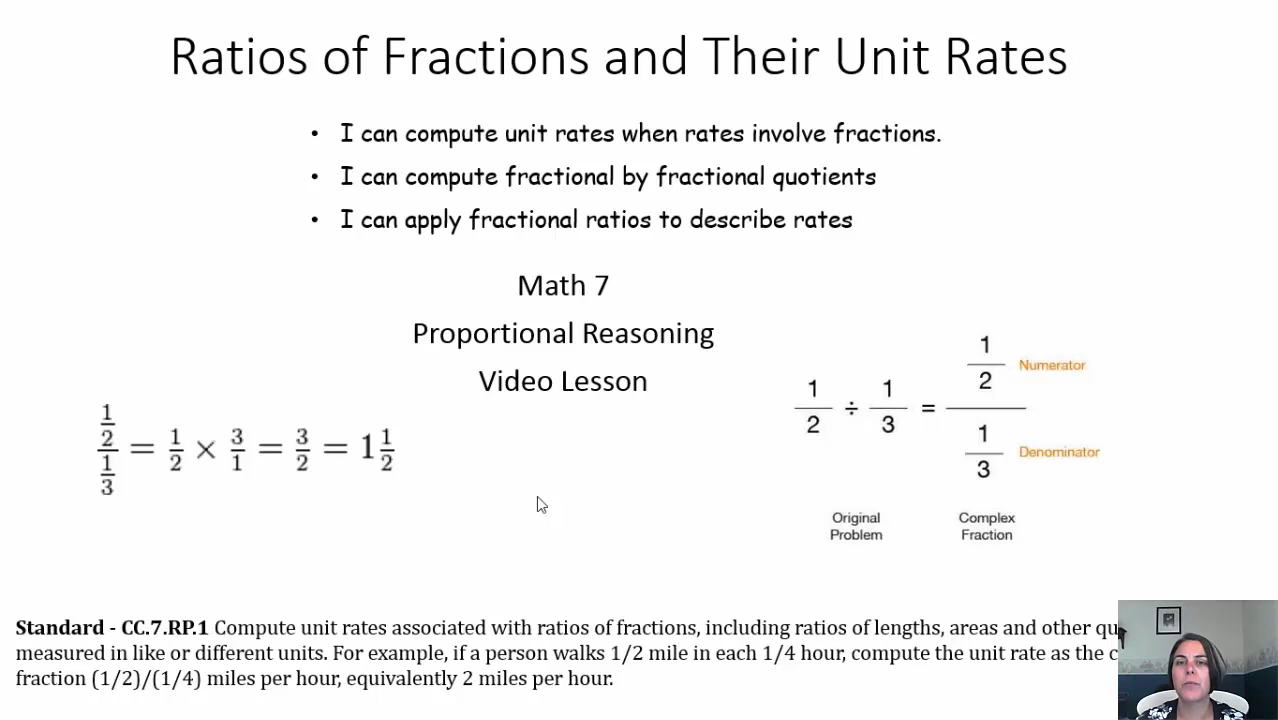 Ratios of Fractions and Their Unit Rates
• I can compute unit rates when rates involve fractions.
• I can compute fractional by fractional quotients
• I can apply fractional ratios to describe rates
Math 7
Proportional Reasoning
Video Lesson
1/2 / 1/3 = 1/2 × 3/1 = 3/2 = 1 1/2
1/2 ÷ 1/3 = 1/2 Numerator / 1/3 Denominator
Original Problem
Complex Fraction
Standard - CC.7.RP.1 Compute unit rates associated with ratios of fractions, including ratios of lengths, areas and other qu
measured in like or different units. For example, if a person walks 1/2 mile in each 1/4 hour, compute the unit rate as the c
fraction (1/2)/(1/4) miles per hour, equivalently 2 miles per hour.